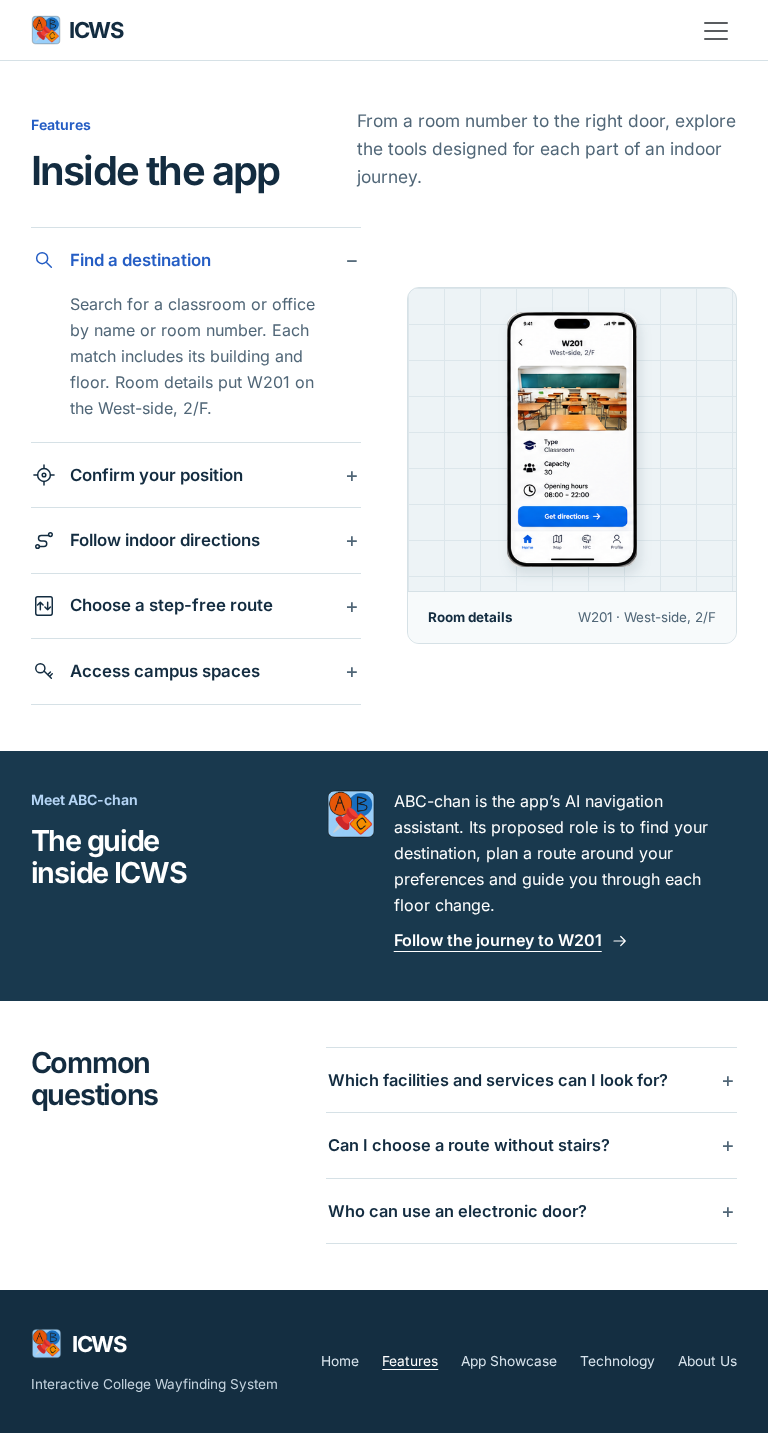 ICWS
Features
Inside the app
From a room number to the right door, explore
the tools designed for each part of an indoor
journey.
Find a destination
Search for a classroom or office
by name or room number. Each
match includes its building and
floor. Room details put W201 on
the West-side, 2/F.
Confirm your position
Follow indoor directions
Choose a step-free route
Access campus spaces
9:41
W201
West-side, 2/F
Type
Classroom
Capacity
30
Opening hours
08:00 – 22:00
Get directions →
Home Map NFC Profile
Room details W201 · West-side, 2/F
Meet ABC-chan
The guide
inside ICWS
A B C
ABC-chan is the app’s AI navigation
assistant. Its proposed role is to find your
destination, plan a route around your
preferences and guide you through each
floor change.
Follow the journey to W201 →
Common
questions
Which facilities and services can I look for?
Can I choose a route without stairs?
Who can use an electronic door?
ICWS
Interactive College Wayfinding System
Home Features App Showcase Technology About Us